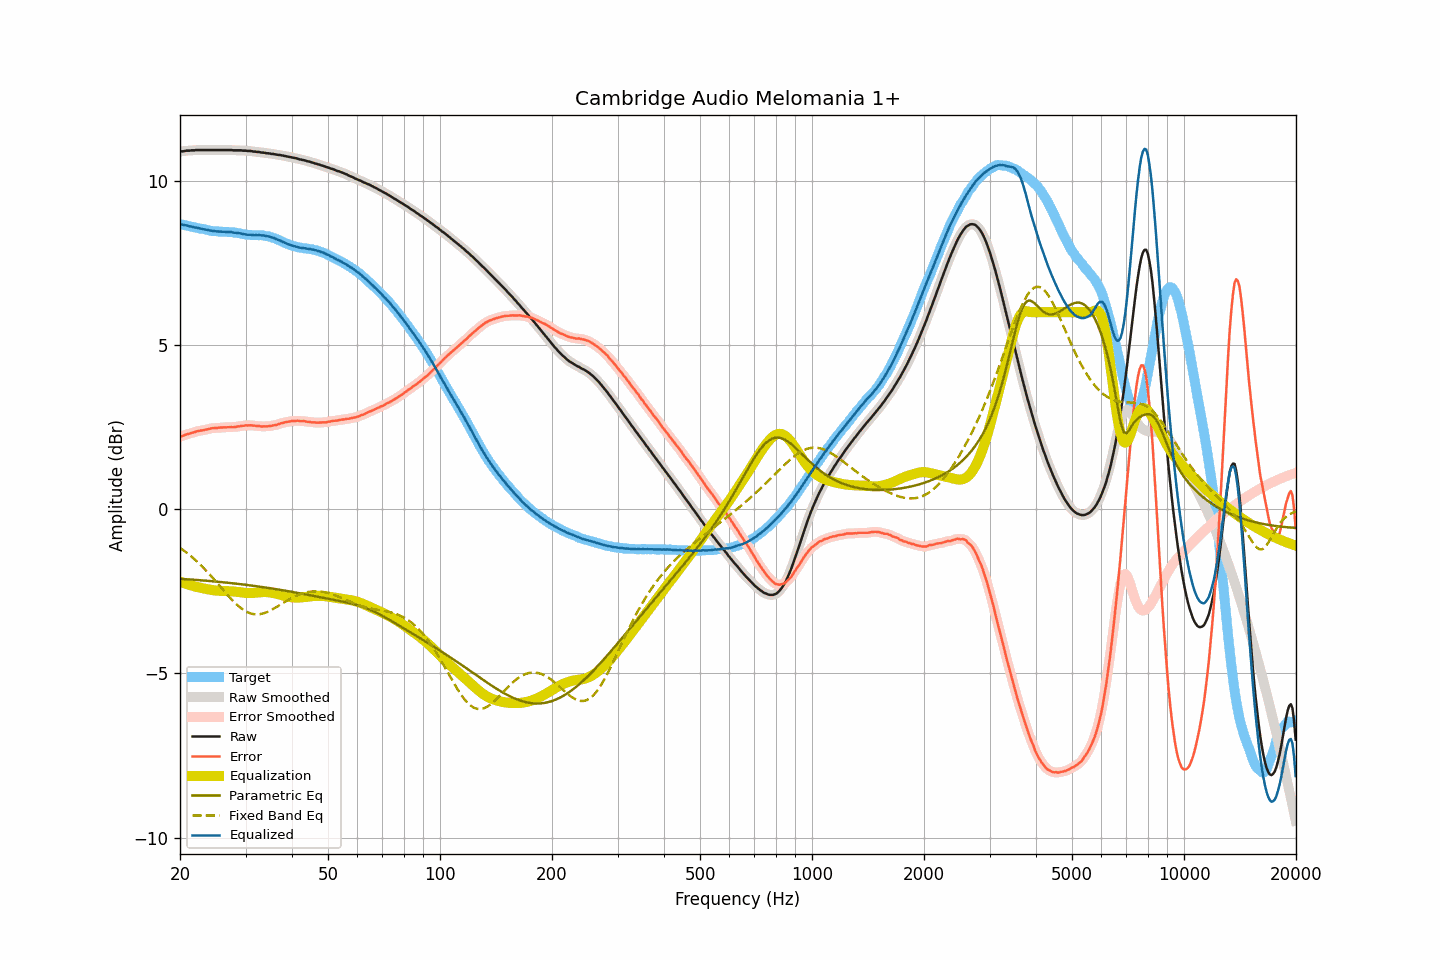 Cambridge Audio Melomania 1+
Amplitude (dBr)
10
5
0
−5
−10
Target
Raw Smoothed
Error Smoothed
Raw
Error
Equalization
Parametric Eq
Fixed Band Eq
Equalized
20 50 100 200 500 1000 2000 5000 10000 20000
Frequency (Hz)